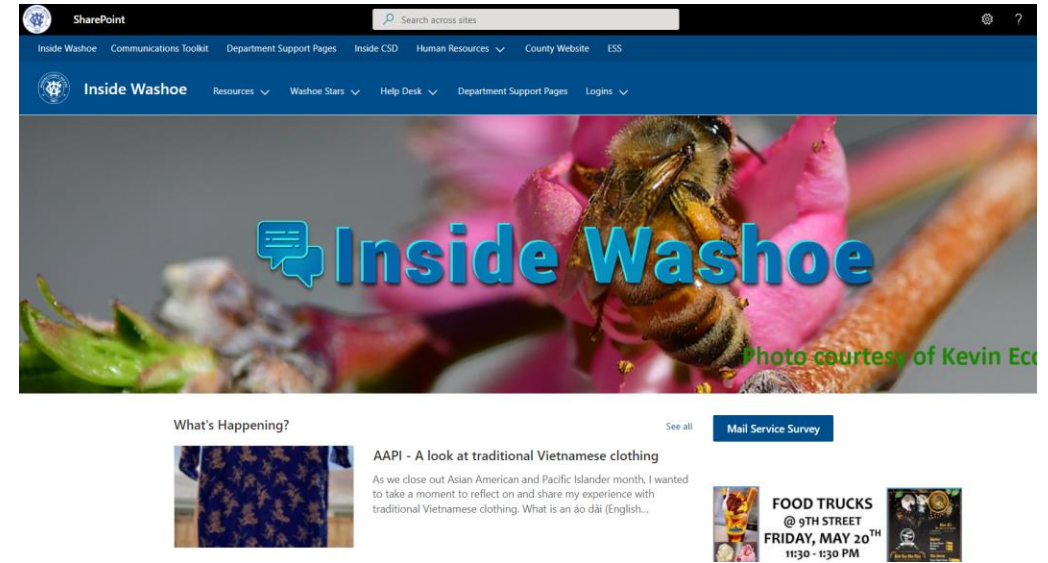 SharePoint
Search across sites
?
Inside Washoe Communications Toolkit Department Support Pages Inside CSD Human Resources County Website ESS
Inside Washoe Resources Washoe Stars Help Desk Department Support Pages Logins
Inside Washoe
Photo courtesy of Kevin Ecc
What's Happening?
See all
AAPI - A look at traditional Vietnamese clothing
As we close out Asian American and Pacific Islander month, I wanted
to take a moment to reflect on and share my experience with
traditional Vietnamese clothing. What is an áo dài (English...
Mail Service Survey
FOOD TRUCKS
@ 9TH STREET
FRIDAY, MAY 20TH
11:30 - 1:30 PM